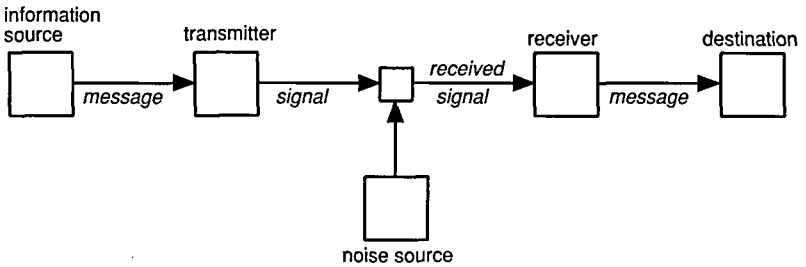 information
source
transmitter
receiver
destination
message
signal
received
signal
message
noise source